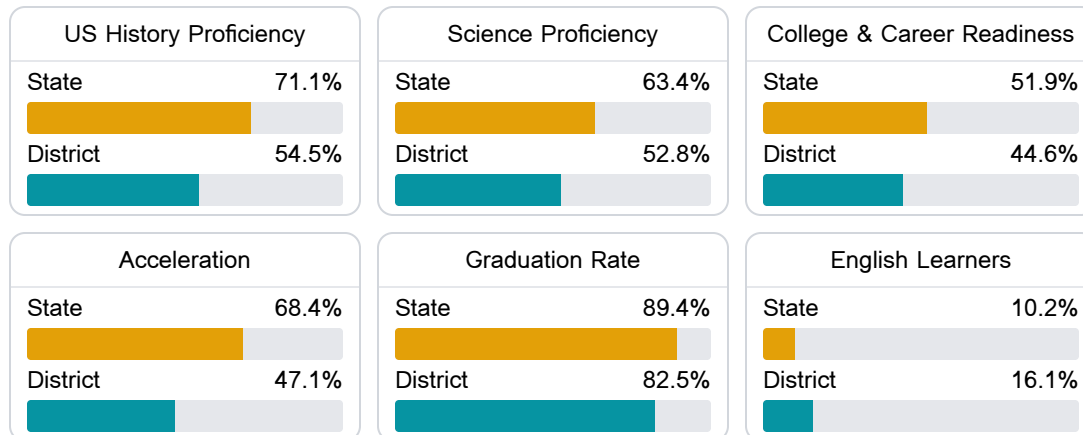 US History Proficiency
State 71.1%
District 54.5%
Science Proficiency
State 63.4%
District 52.8%
College & Career Readiness
State 51.9%
District 44.6%
Acceleration
State 68.4%
District 47.1%
Graduation Rate
State 89.4%
District 82.5%
English Learners
State 10.2%
District 16.1%